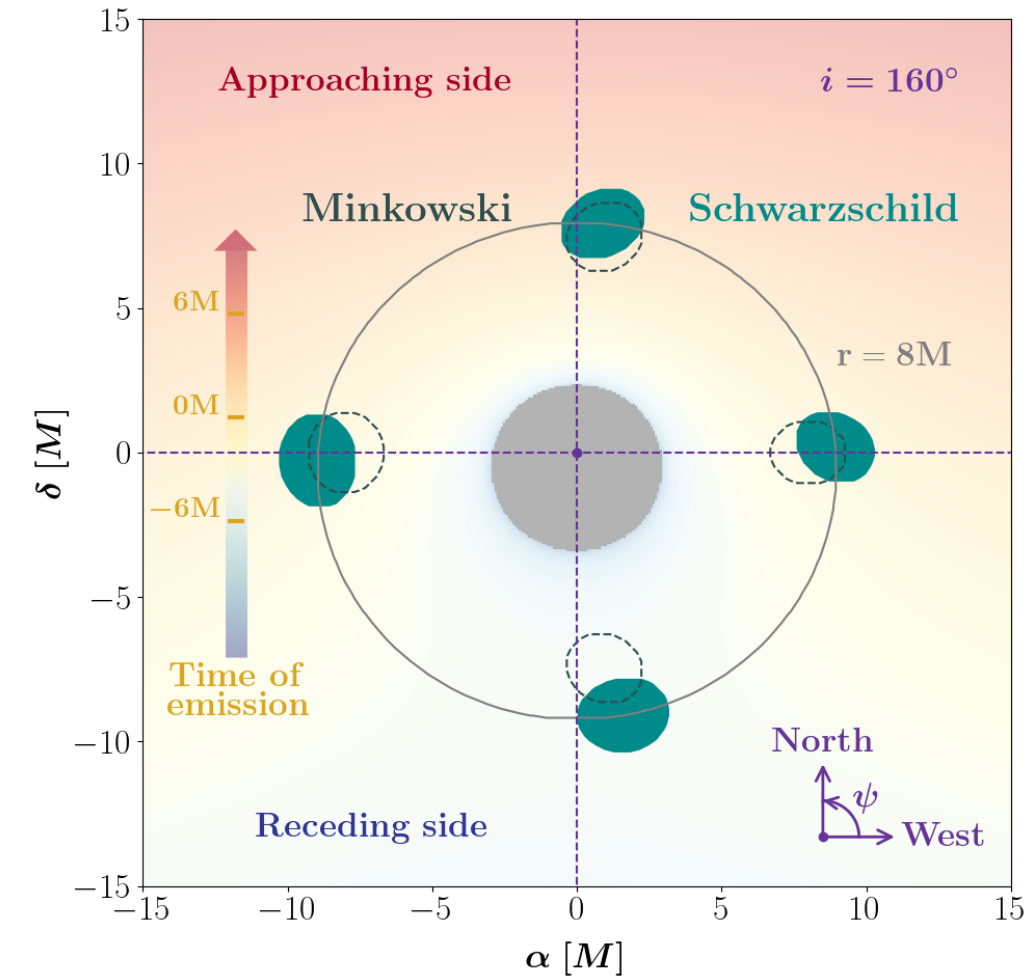 15
10
5
0
−5
−10
−15
δ [M]
Approaching side
i = 160°
Minkowski
Schwarzschild
r = 8M
6M
0M
−6M
Time of
emission
Receding side
North
ψ
West
−15
−10
−5
0
5
10
15
α [M]